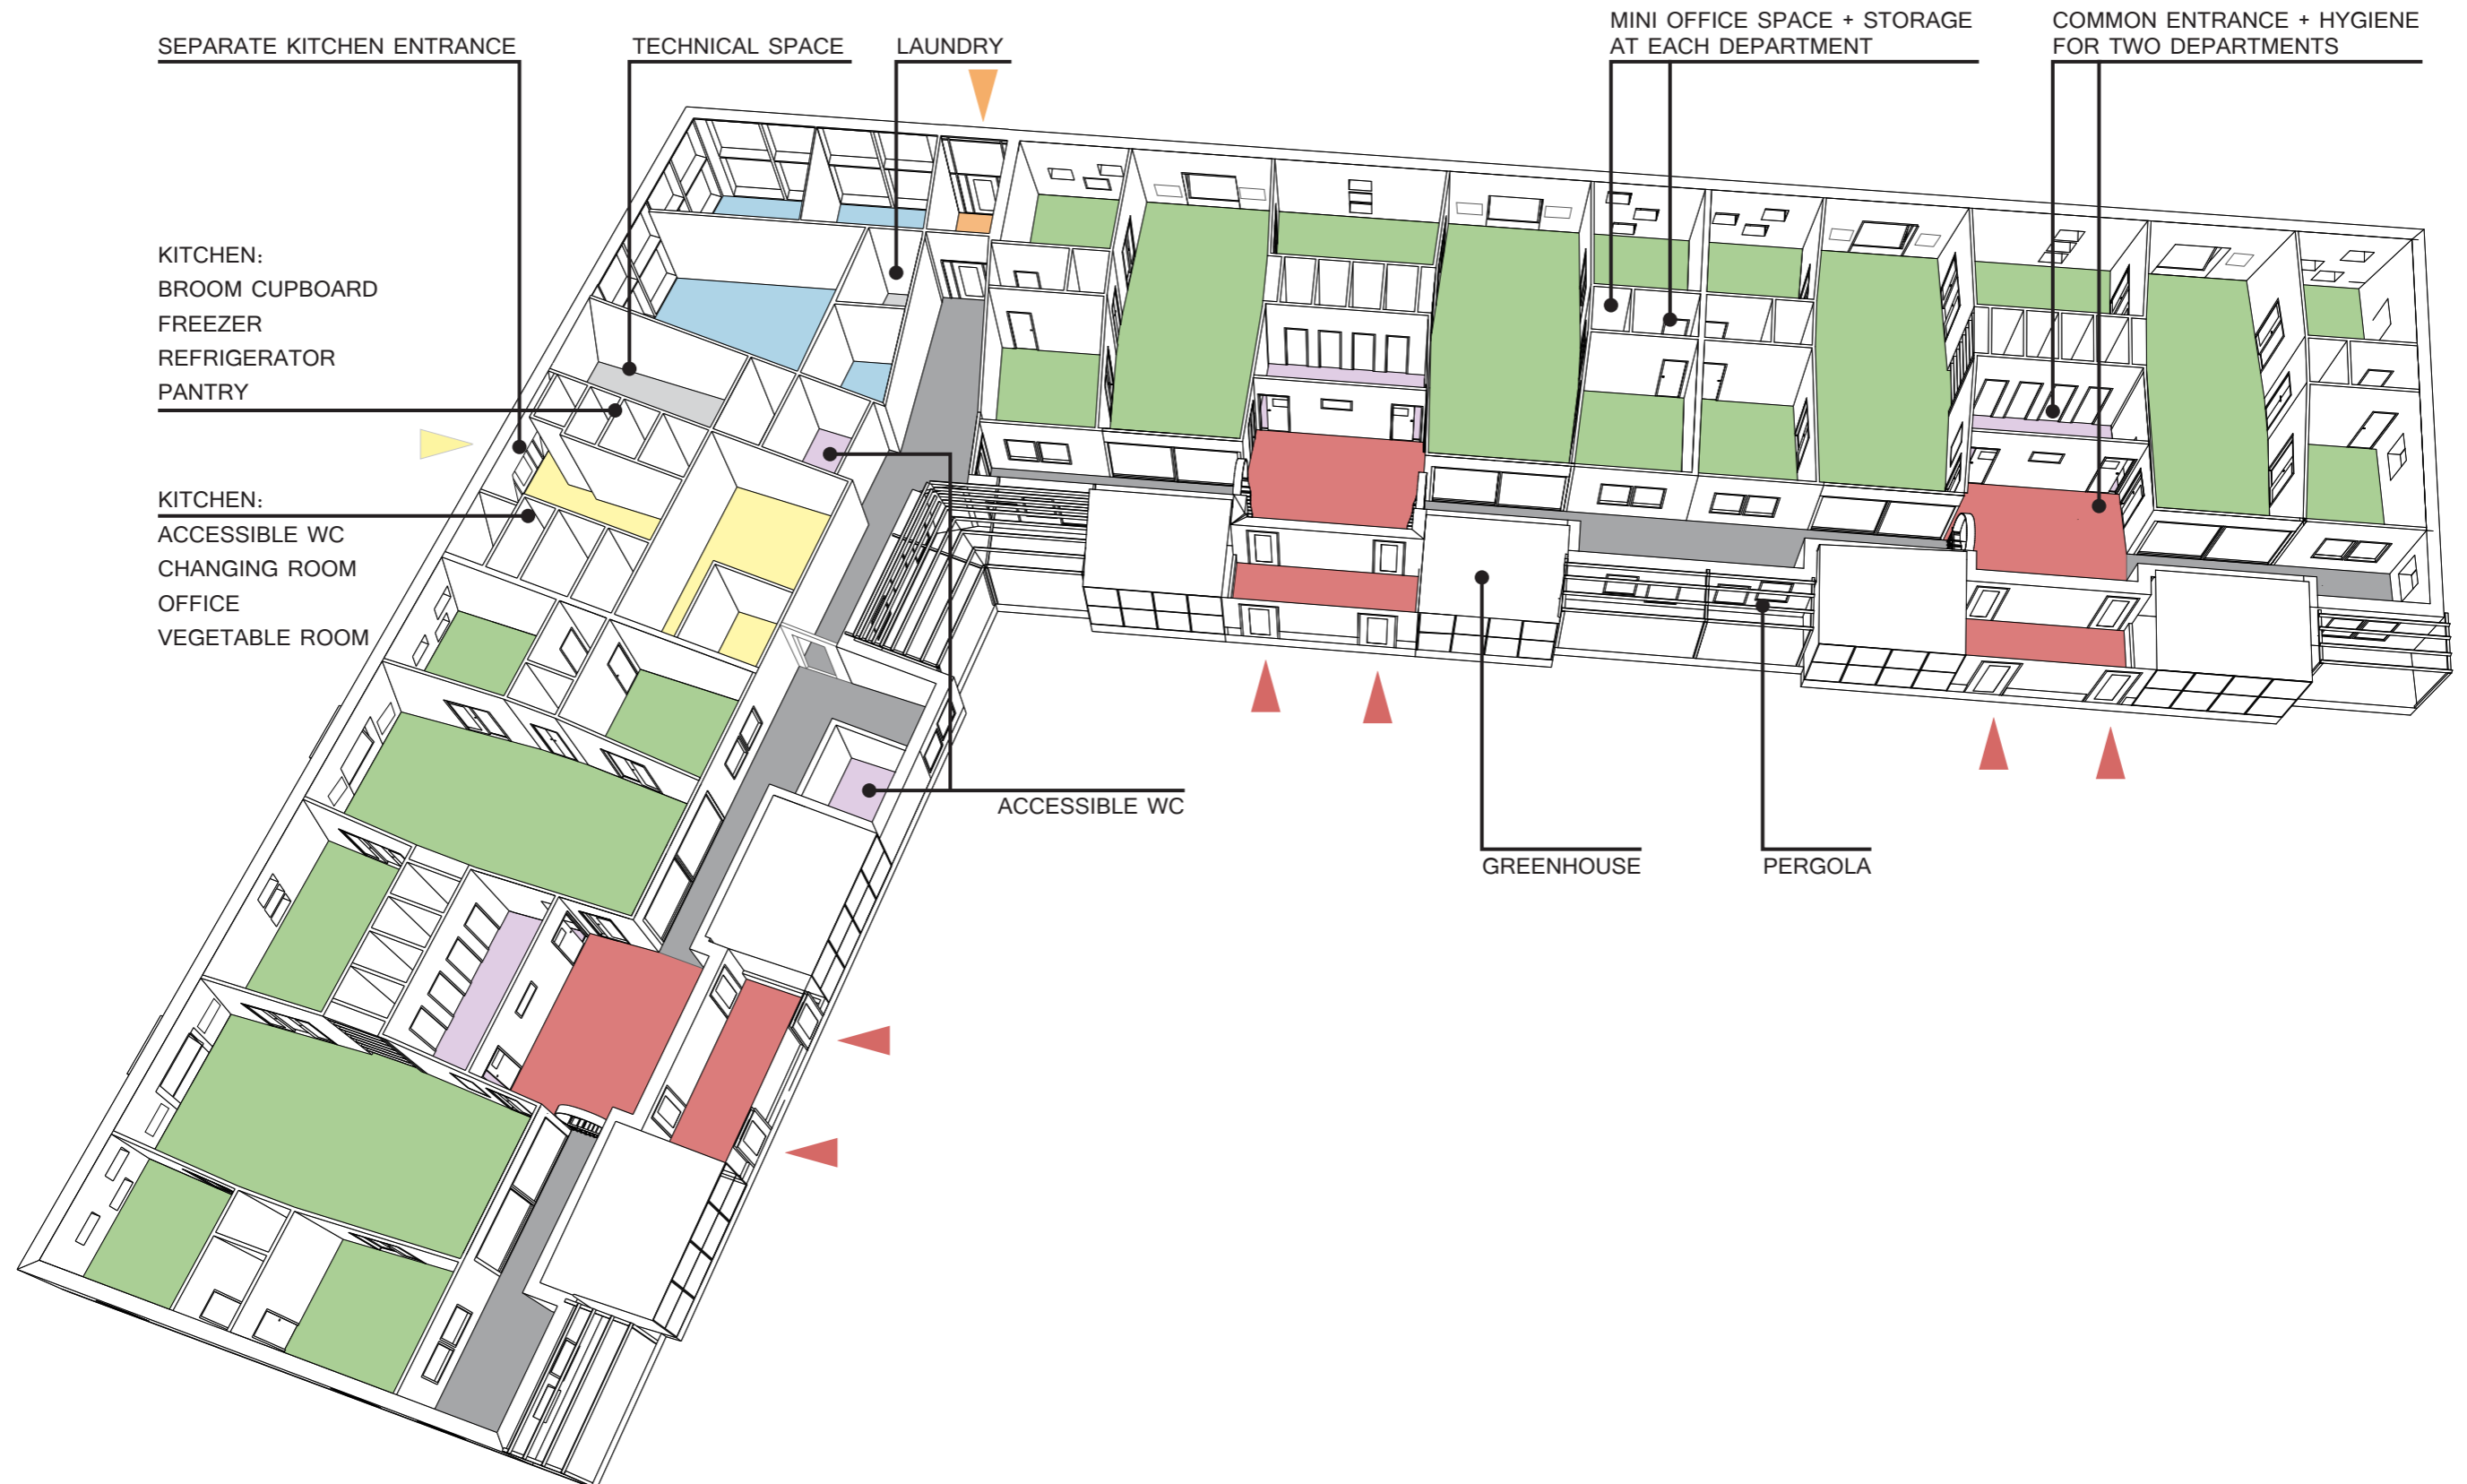 SEPARATE KITCHEN ENTRANCE
TECHNICAL SPACE
LAUNDRY
MINI OFFICE SPACE + STORAGE
AT EACH DEPARTMENT
COMMON ENTRANCE + HYGIENE
FOR TWO DEPARTMENTS
KITCHEN:
BROOM CUPBOARD
FREEZER
REFRIGERATOR
PANTRY
KITCHEN:
ACCESSIBLE WC
CHANGING ROOM
OFFICE
VEGETABLE ROOM
ACCESSIBLE WC
GREENHOUSE
PERGOLA